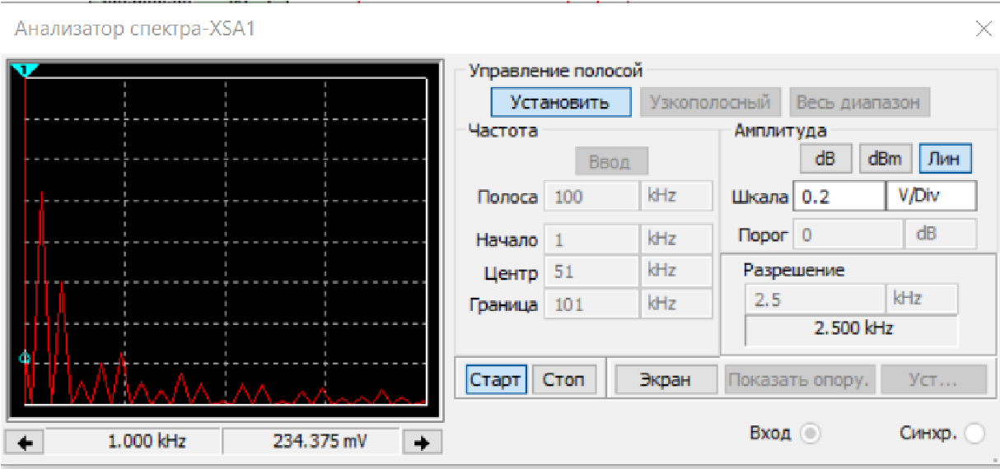 Анализатор спектра-XSA1
1
Управление полосой
Установить Узкополосный Весь диапазон
Частота
Ввод
Полоса 100 kHz
Начало 1 kHz
Центр 51 kHz
Граница 101 kHz
Амплитуда
dB dBm Лин
Шкала 0.2 V/Div
Порог 0 dB
Разрешение
2.5 kHz
2.500 kHz
Старт Стоп Экран Показать опору. Уст...
1.000 kHz 234.375 mV
Вход Синхр.